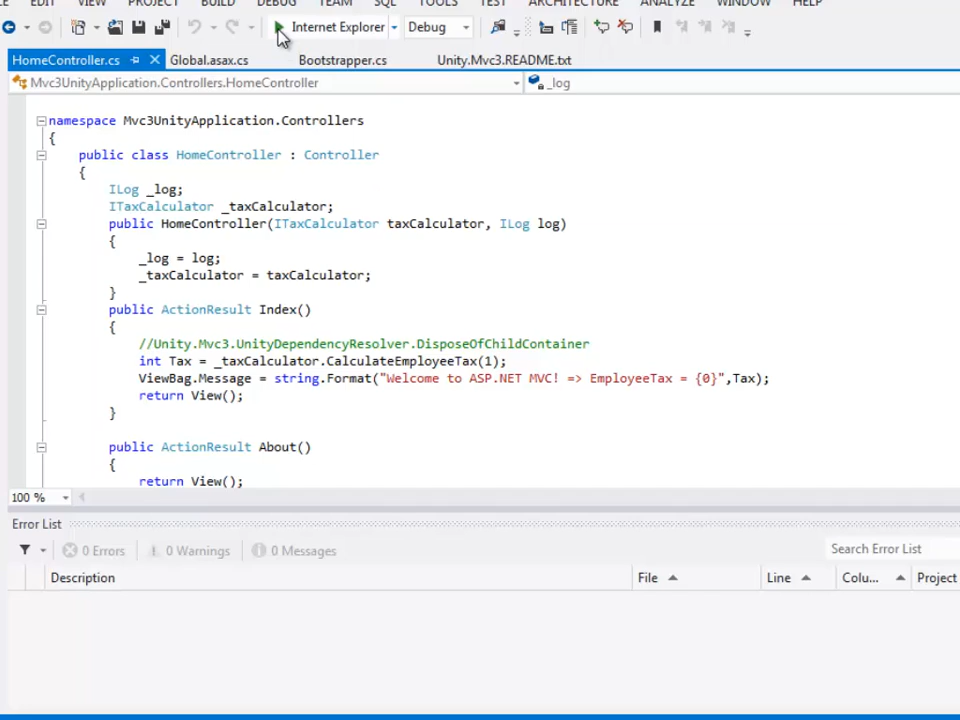 EDIT VIEW PROJECT BUILD DEBUG TEAM SQL TOOLS TEST ARCHITECTURE ANALYZE WINDOW HELP
Internet Explorer Debug
HomeController.cs Global.asax.cs Bootstrapper.cs Unity.Mvc3.README.txt
Mvc3UnityApplication.Controllers.HomeController _log
namespace Mvc3UnityApplication.Controllers
{
public class HomeController : Controller
{
ILog _log;
ITaxCalculator _taxCalculator;
public HomeController(ITaxCalculator taxCalculator, ILog log)
{
_log = log;
_taxCalculator = taxCalculator;
}
public ActionResult Index()
{
//Unity.Mvc3.UnityDependencyResolver.DisposeOfChildContainer
int Tax = _taxCalculator.CalculateEmployeeTax(1);
ViewBag.Message = string.Format("Welcome to ASP.NET MVC! => EmployeeTax = {0}",Tax);
return View();
}
public ActionResult About()
{
return View();
100 %
Error List
0 Errors 0 Warnings 0 Messages Search Error List
Description File Line Colu... Project